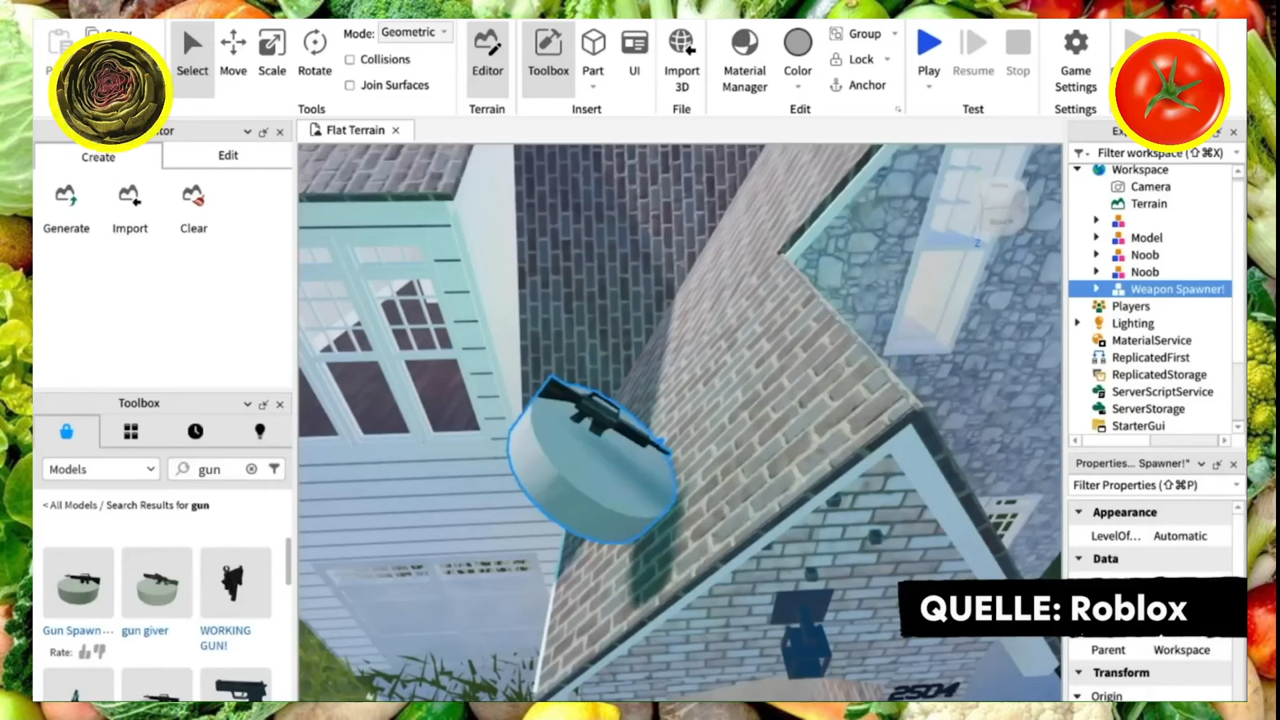 Copy
Mode: Geometric
Collisions
Join Surfaces
Select
Move
Scale
Rotate
Editor
Toolbox
Part
UI
Import
3D
Material
Manager
Color
Group
Lock
Anchor
Play
Resume
Stop
Game
Settings
Tools
Terrain
Insert
File
Edit
Test
Settings
Flat Terrain
Create
Edit
Generate
Import
Clear
Toolbox
Models
gun
< All Models / Search Results for gun
Gun Spawn...
gun giver
WORKING
GUN!
Rate:
Z
2504
Filter workspace (⇧⌘X)
Workspace
Camera
Terrain
Model
Noob
Noob
Weapon Spawner!
Players
Lighting
MaterialService
ReplicatedFirst
ReplicatedStorage
ServerScriptService
ServerStorage
StarterGui
Properties... Spawner!"
Filter Properties (⇧⌘P)
Appearance
LevelOf... Automatic
Data
QUELLE: Roblox
Parent Workspace
Transform
Origin